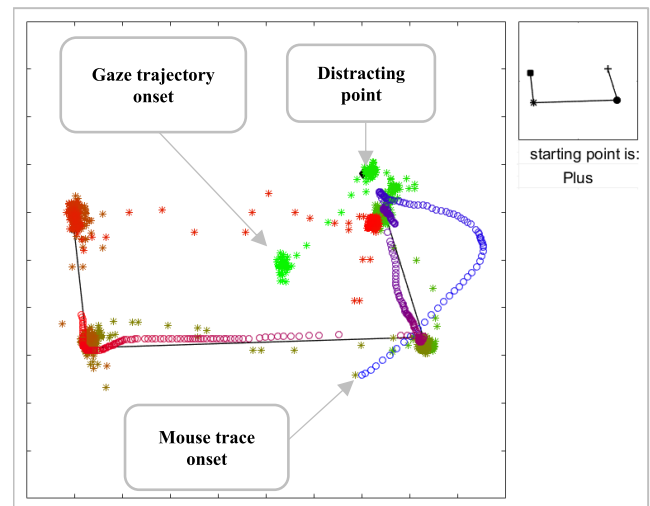 Gaze trajectory
onset
Distracting
point
starting point is:
Plus
Mouse trace
onset